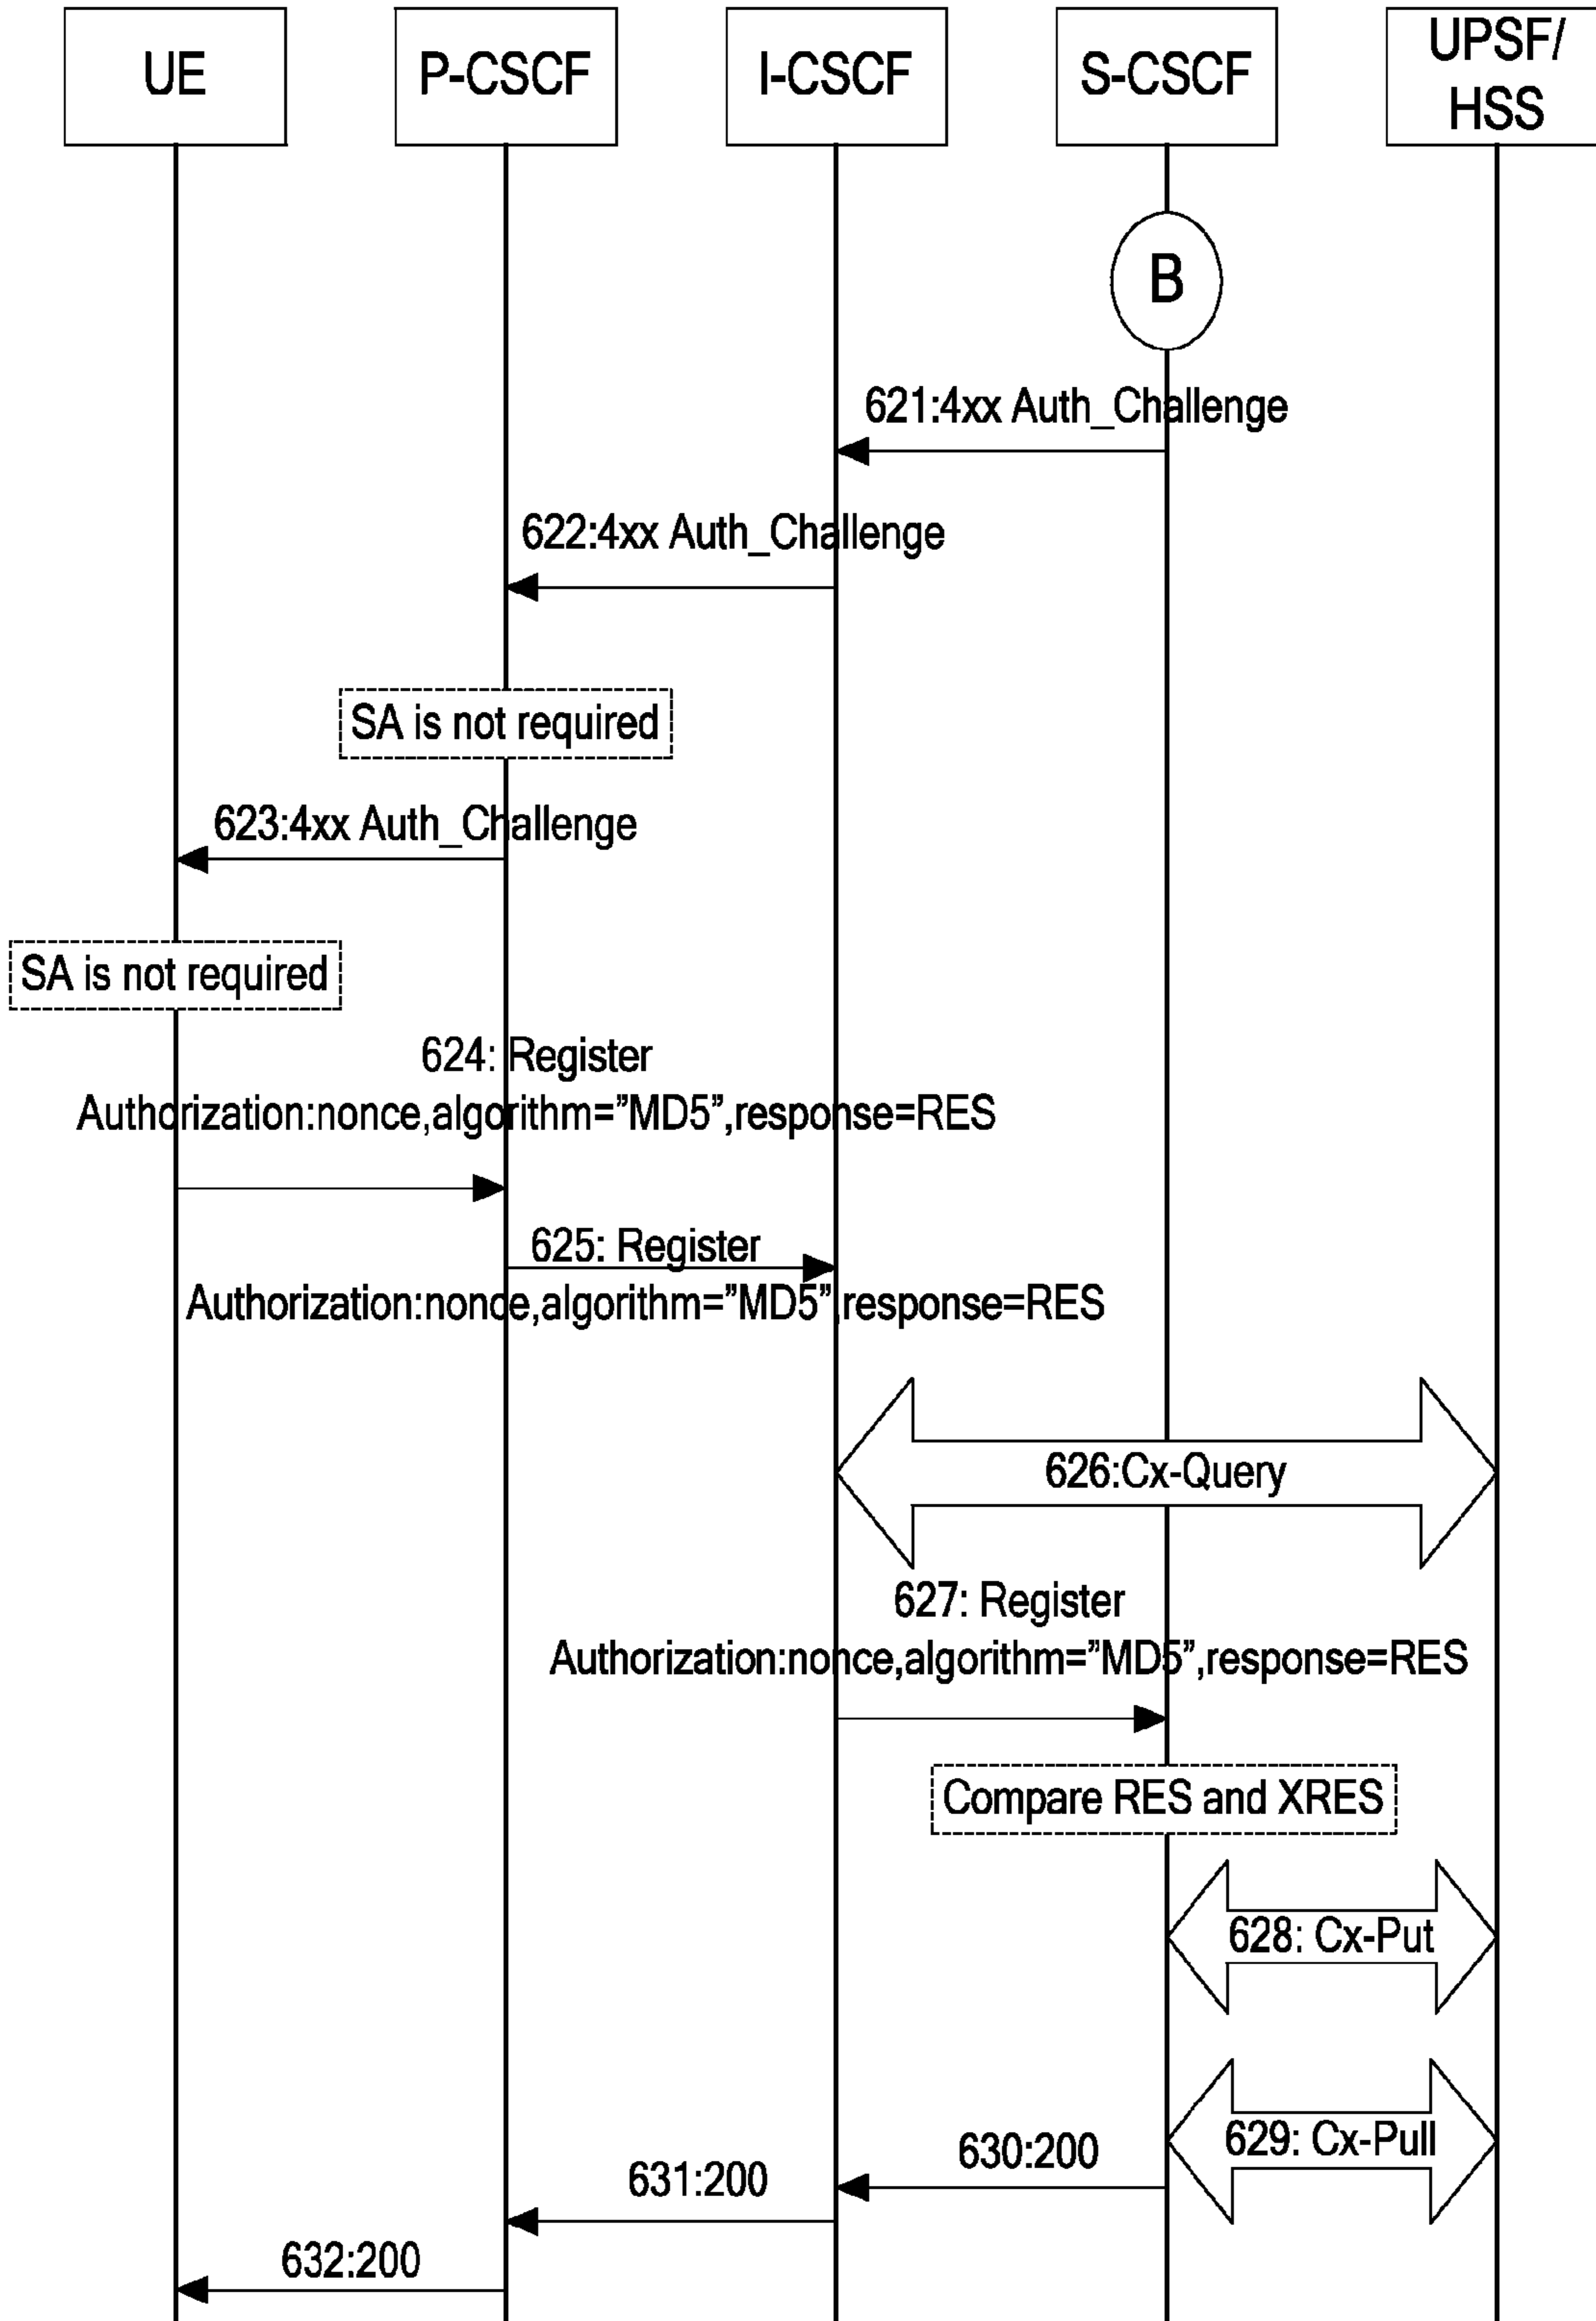 UE
P-CSCF
I-CSCF
S-CSCF
UPSF/
HSS
B
621:4xx Auth_Challenge
622:4xx Auth_Challenge
SA is not required
623:4xx Auth_Challenge
SA is not required
624: Register
Authorization:nonce,algorithm=”MD5”,response=RES
625: Register
Authorization:nonce,algorithm=”MD5”,response=RES
626:Cx-Query
627: Register
Authorization:nonce,algorithm=”MD5”,response=RES
Compare RES and XRES
628: Cx-Put
629: Cx-Pull
630:200
631:200
632:200